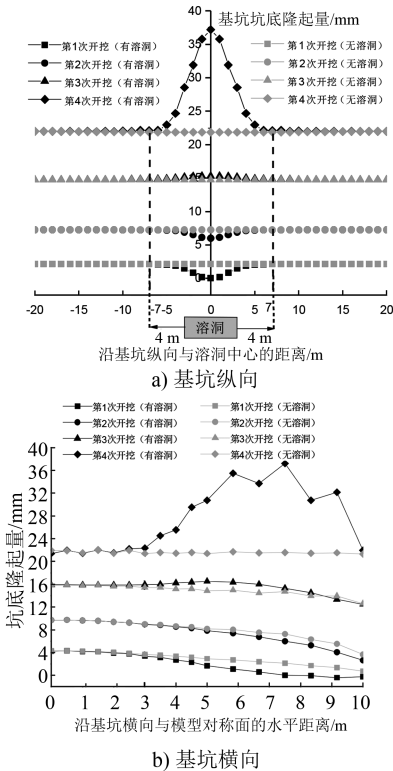 基坑坑底隆起量/mm
40
第1次开挖（有溶洞） 第1次开挖（无溶洞）
第2次开挖（有溶洞） 35 第2次开挖（无溶洞）
第3次开挖（有溶洞） 第3次开挖（无溶洞）
第4次开挖（有溶洞） 30 第4次开挖（无溶洞）
25
20
15
10
5
0
-20 -15 -10 -7 -5 0 5 7 10 15 20
4 m 溶洞 4 m
沿基坑纵向与溶洞中心的距离/m
a) 基坑纵向
第1次开挖（有溶洞） 第1次开挖（无溶洞）
第2次开挖（有溶洞） 第2次开挖（无溶洞）
第3次开挖（有溶洞） 第3次开挖（无溶洞）
第4次开挖（有溶洞） 第4次开挖（无溶洞）
坑底隆起量/mm
40
36
32
28
24
20
16
12
8
4
0
0 1 2 3 4 5 6 7 8 9 10
沿基坑横向与模型对称面的水平距离/m
b) 基坑横向